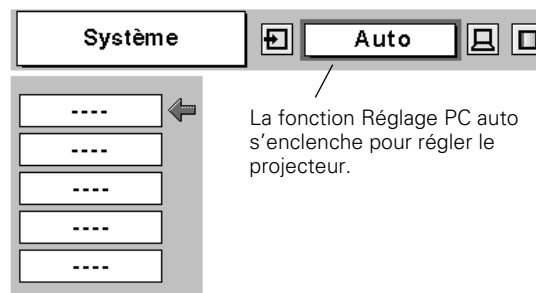 Système
Auto
----
----
----
----
----
La fonction Réglage PC auto
s’enclenche pour régler le
projecteur.